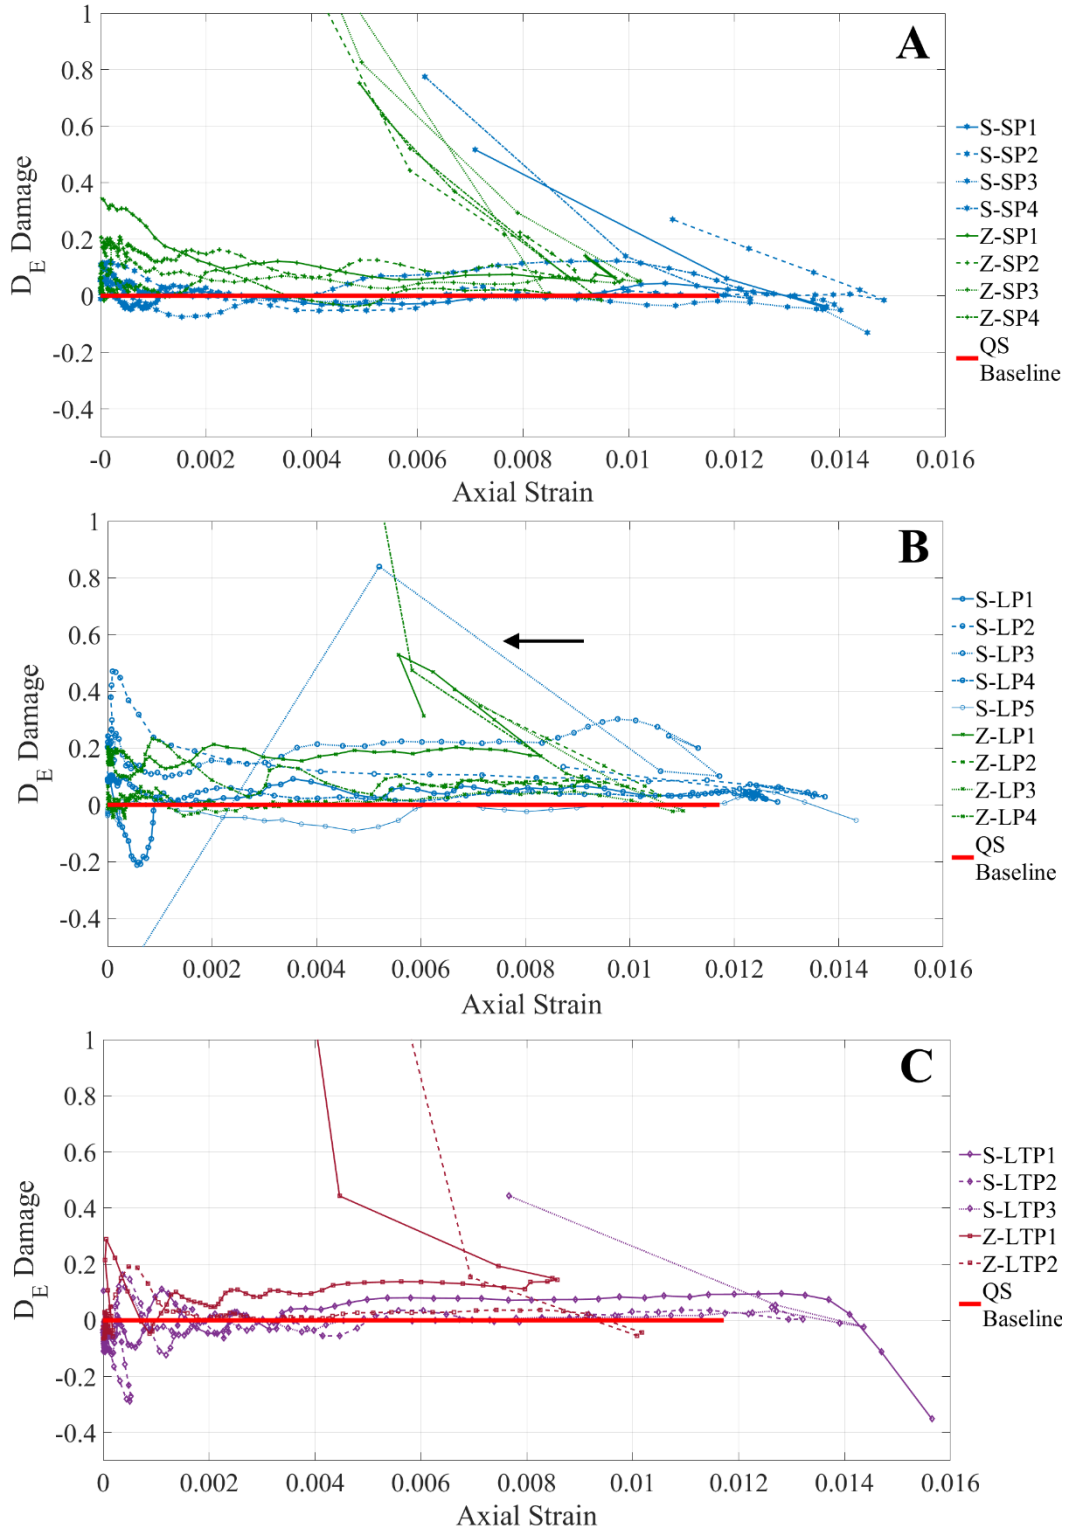 A
1
0.8
0.6
0.4
0.2
0
-0.2
-0.4
D_E Damage
-0 0.002 0.004 0.006 0.008 0.01 0.012 0.014 0.016
Axial Strain
S-SP1
S-SP2
S-SP3
S-SP4
Z-SP1
Z-SP2
Z-SP3
Z-SP4
QS
Baseline
B
1
0.8
0.6
0.4
0.2
0
-0.2
-0.4
D_E Damage
0 0.002 0.004 0.006 0.008 0.01 0.012 0.014 0.016
Axial Strain
S-LP1
S-LP2
S-LP3
S-LP4
S-LP5
Z-LP1
Z-LP2
Z-LP3
Z-LP4
QS
Baseline
C
1
0.8
0.6
0.4
0.2
0
-0.2
-0.4
D_E Damage
0 0.002 0.004 0.006 0.008 0.01 0.012 0.014 0.016
Axial Strain
S-LTP1
S-LTP2
S-LTP3
Z-LTP1
Z-LTP2
QS
Baseline